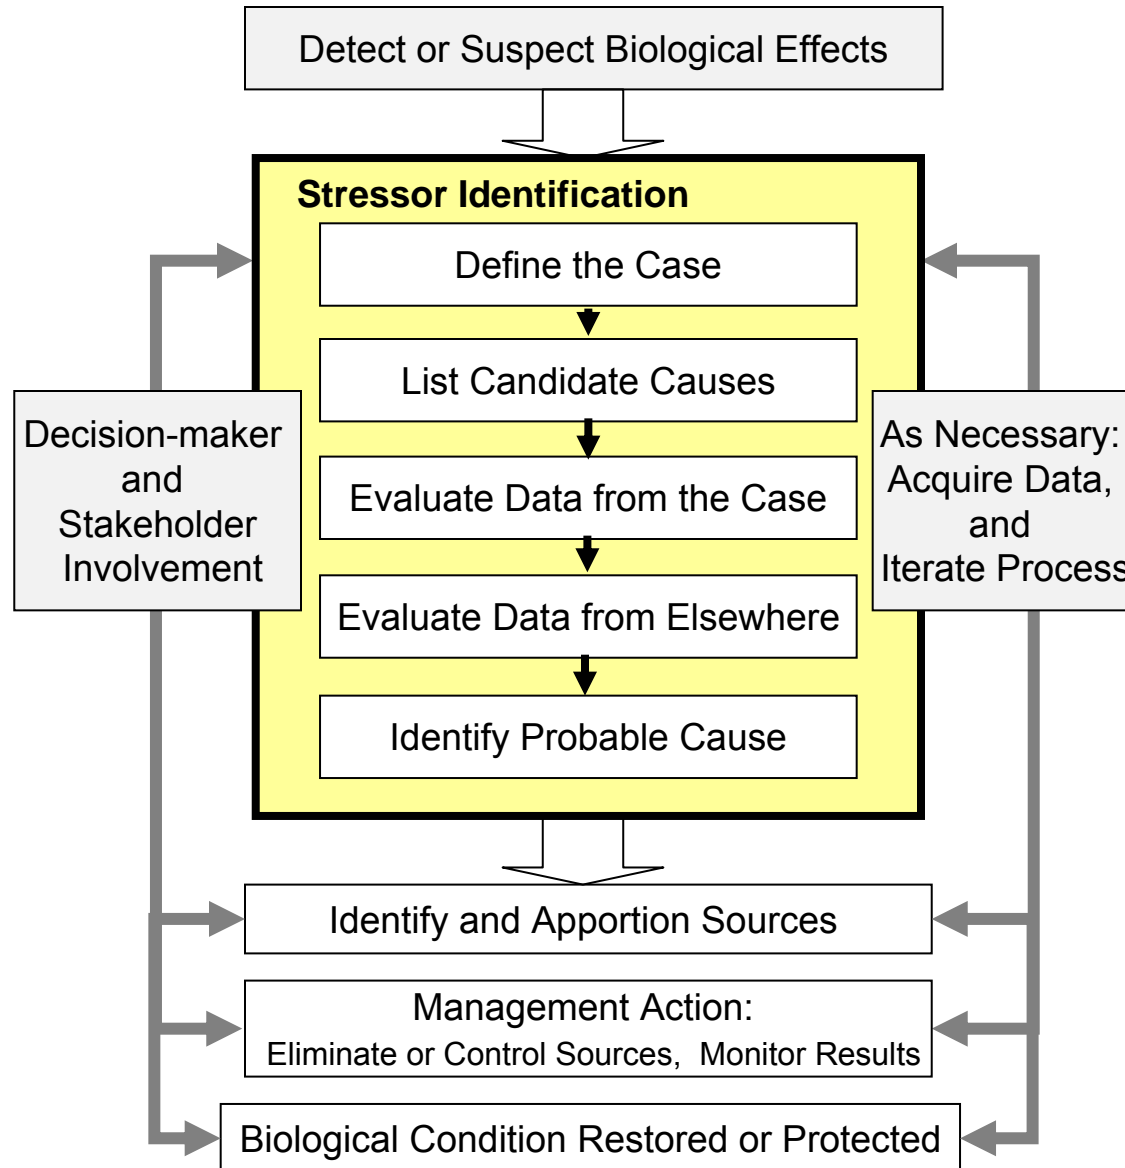 Detect or Suspect Biological Effects
Stressor Identification
Define the Case
List Candidate Causes
Evaluate Data from the Case
Evaluate Data from Elsewhere
Identify Probable Cause
Decision-maker
and
Stakeholder
Involvement
As Necessary:
Acquire Data,
and
Iterate Process
Identify and Apportion Sources
Management Action:
Eliminate or Control Sources, Monitor Results
Biological Condition Restored or Protected